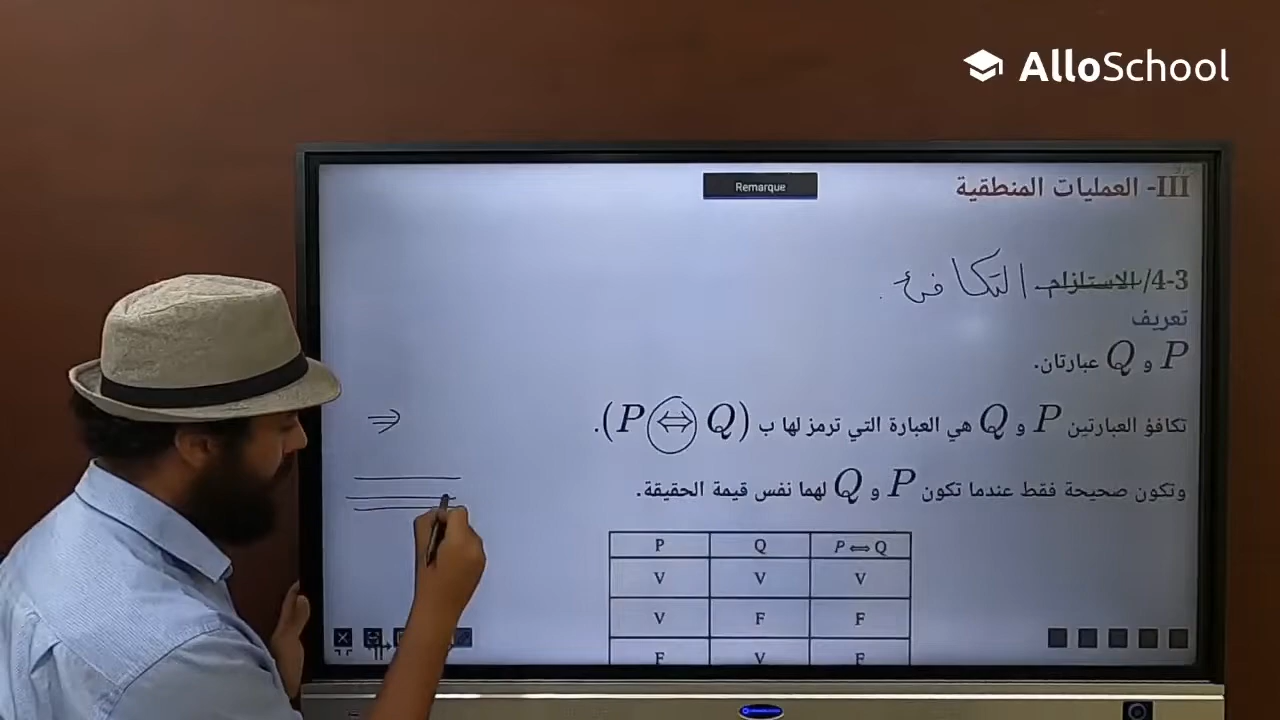 AlloSchool
Remarque
III- العمليات المنطقية
4-3/ الاستلزام التكافئ
تعريف
P و Q عبارتان.
تكافؤ العبارتين P و Q هي العبارة التي ترمز لها ب (P ⇔ Q).
⇒
وتكون صحيحة فقط عندما تكون P و Q لهما نفس قيمة الحقيقة.
P Q P ⟺ Q
V V V
V F F
F V F